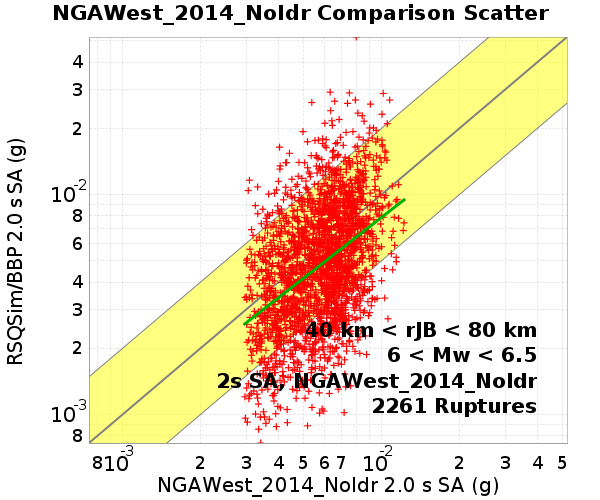 NGAWest_2014_NoIdr Comparison Scatter
RSQSim/BBP 2.0 s SA (g)
4
3
2
10-2
8
6
4
3
2
10-3
8
40 km < rJB < 80 km
6 < Mw < 6.5
2s SA, NGAWest_2014_NoIdr
2261 Ruptures
8 10-3 2 3 4 5 6 7 10-2 2 3 4 5
NGAWest_2014_NoIdr 2.0 s SA (g)